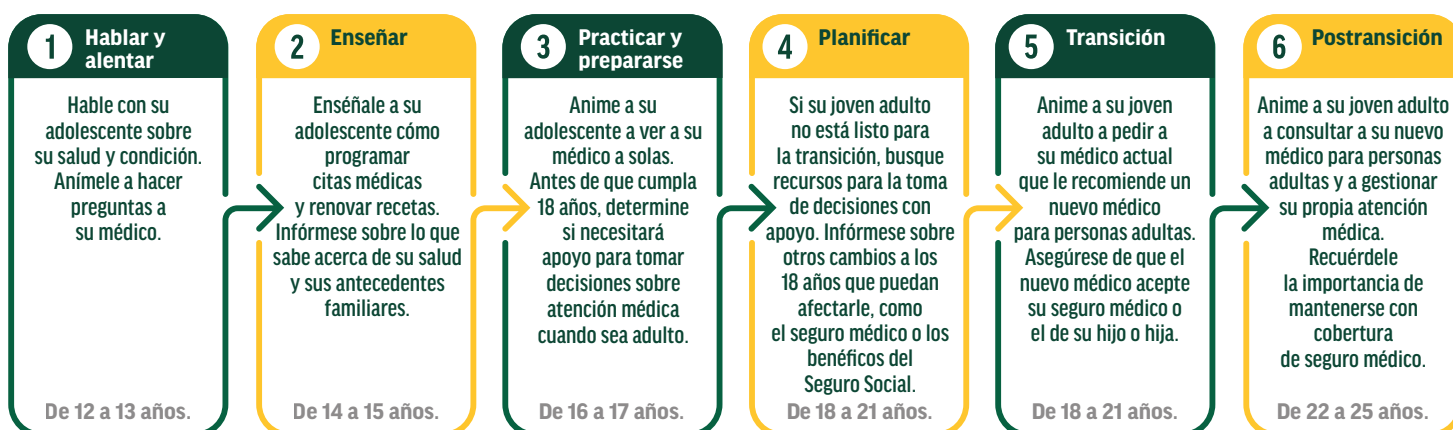 1
Hablar y
alentar
Hable con su
adolescente sobre
su salud y condición.
Anímele a hacer
preguntas a
su médico.
De 12 a 13 años.
2
Enseñar
Enséñale a su
adolescente cómo
programar
citas médicas
y renovar recetas.
Infórmese sobre lo que
sabe acerca de su salud
y sus antecedentes
familiares.
De 14 a 15 años.
3
Practicar y
prepararse
Anime a su
adolescente a ver a su
médico a solas.
Antes de que cumpla
18 años, determine
si necesitará
apoyo para tomar
decisiones sobre
atención médica
cuando sea adulto.
De 16 a 17 años.
4
Planificar
Si su joven adulto
no está listo para
la transición, busque
recursos para la toma
de decisiones con
apoyo. Infórmese sobre
otros cambios a los
18 años que puedan
afectarle, como
el seguro médico o los
benéficos del
Seguro Social.
De 18 a 21 años.
5
Transición
Anime a su joven
adulto a pedir a
su médico actual
que le recomiende un
nuevo médico
para personas adultas.
Asegúrese de que el
nuevo médico acepte
su seguro médico o
el de su hijo o hija.
De 18 a 21 años.
6
Postransición
Anime a su joven adulto
a consultar a su nuevo
médico para personas
adultas y a gestionar
su propia atención
médica.
Recuérdele
la importancia de
mantenerse con
cobertura
de seguro médico.
De 22 a 25 años.